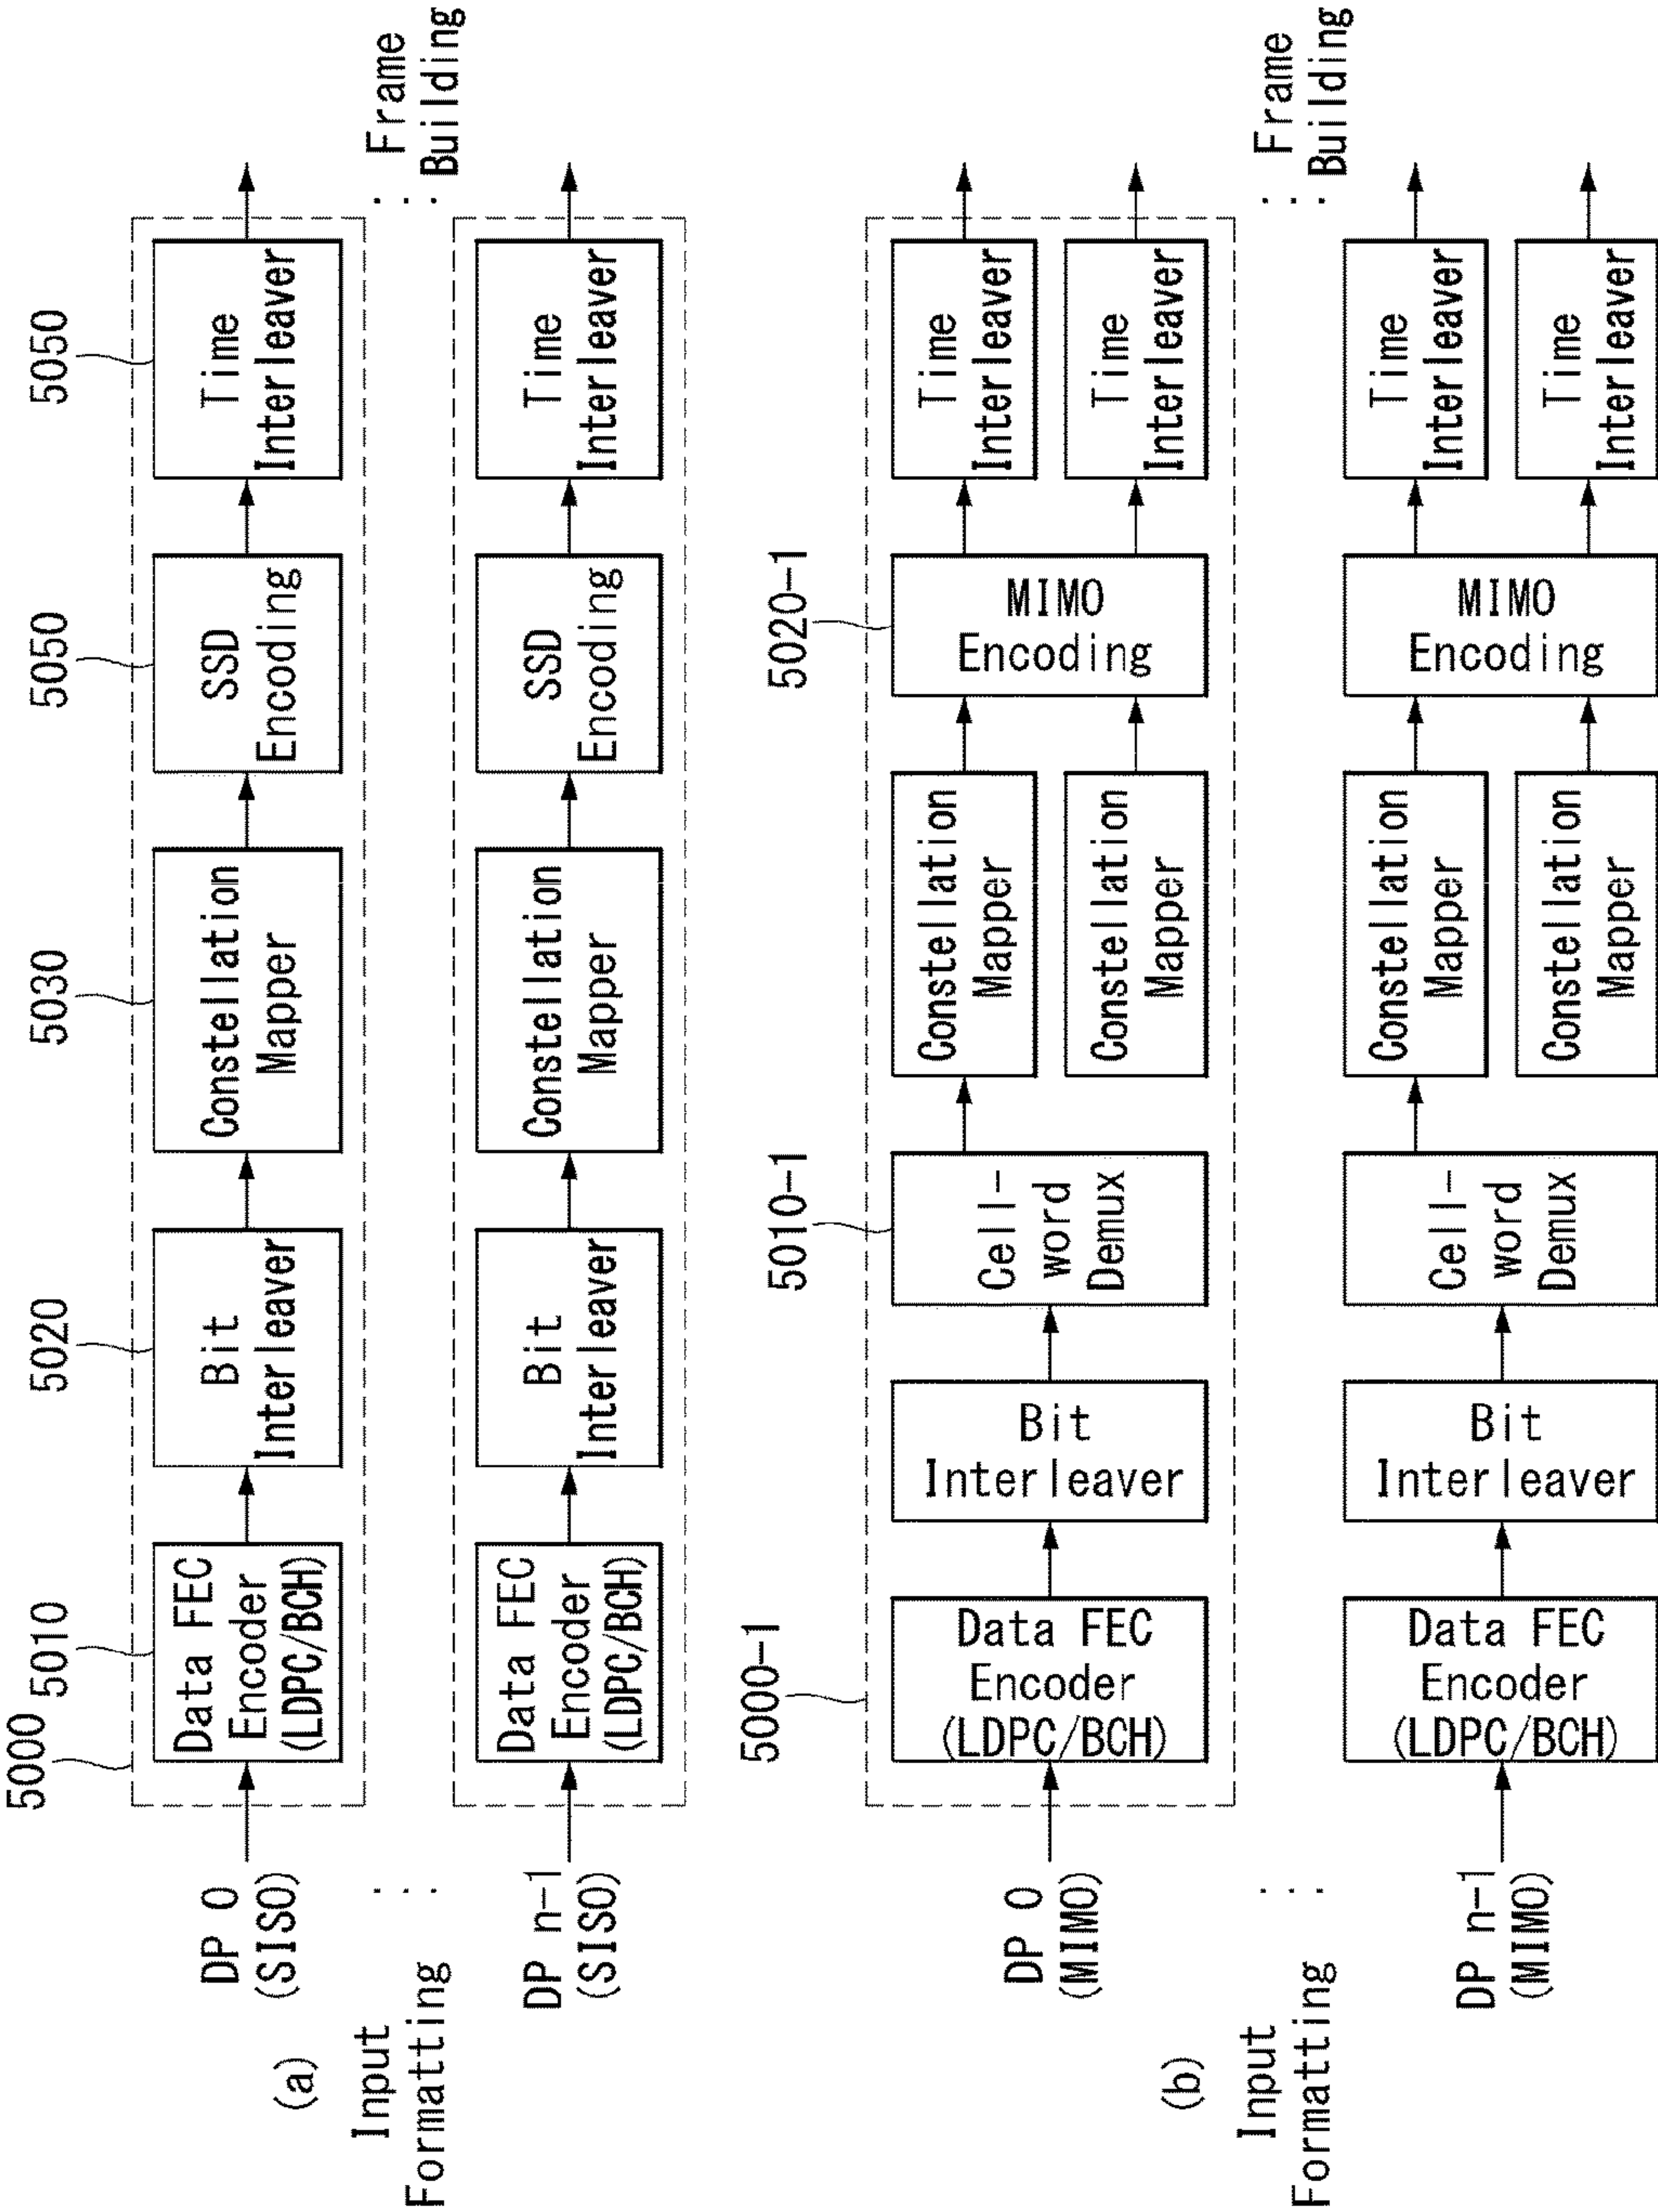 (a)
5000
5010
5020
5030
5050
5050
Input
Formatting
DP 0
(SISO)
Data FEC
Encoder
(LDPC/BCH)
Bit
Interleaver
Constellation
Mapper
SSD
Encoding
Time
Interleaver
...
...
Frame
Building
DP n-1
(SISO)
Data FEC
Encoder
(LDPC/BCH)
Bit
Interleaver
Constellation
Mapper
SSD
Encoding
Time
Interleaver
(b)
5000-1
5010-1
5020-1
Input
Formatting
DP 0
(MIMO)
Data FEC
Encoder
(LDPC/BCH)
Bit
Interleaver
Cell-
word
Demux
Constellation
Mapper
Constellation
Mapper
MIMO
Encoding
Time
Interleaver
Time
Interleaver
...
...
Frame
Building
DP n-1
(MIMO)
Data FEC
Encoder
(LDPC/BCH)
Bit
Interleaver
Cell-
word
Demux
Constellation
Mapper
Constellation
Mapper
MIMO
Encoding
Time
Interleaver
Time
Interleaver